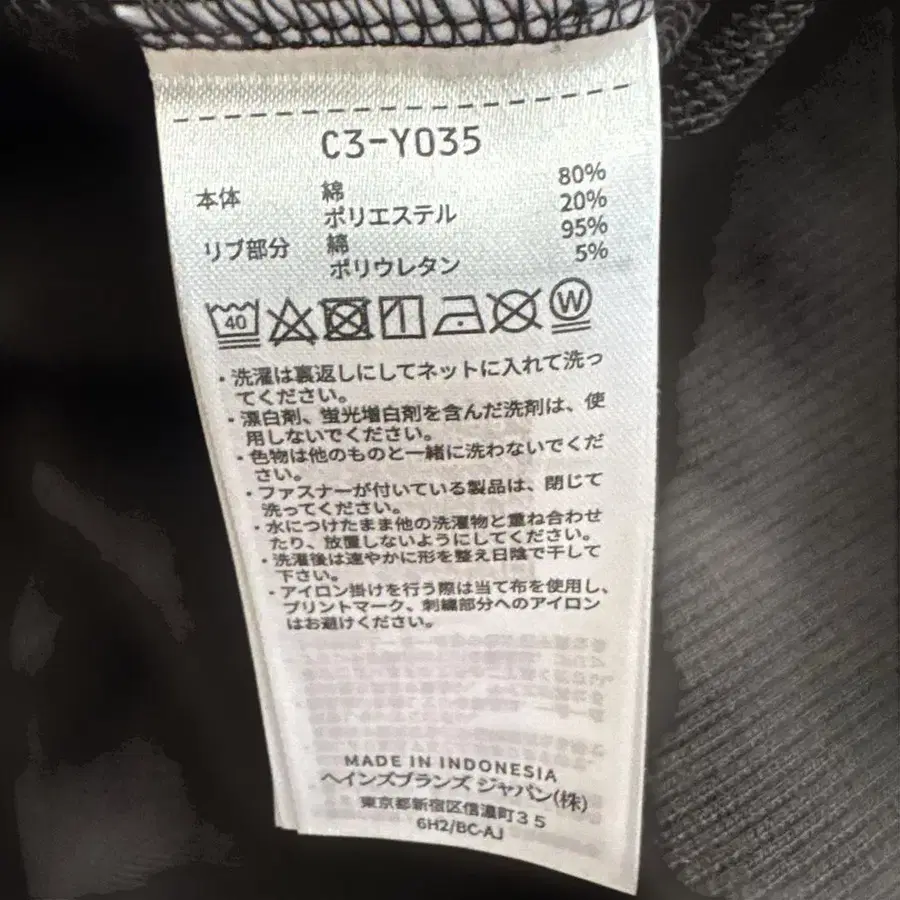 C3-Y035
本体 綿 80%
ポリエステル 20%
リブ部分 綿 95%
ポリウレタン 5%
40 W
・洗濯は裏返しにしてネットに入れて洗っ
てください。
・漂白剤、蛍光増白剤を含んだ洗剤は、使
用しないでください。
・色物は他のものと一緒に洗わないでくだ
さい。
・ファスナーが付いている製品は、閉じて
洗ってください。
・水につけたまま他の洗濯物と重ね合わせ
たり、放置しないようにしてください。
・洗濯後は速やかに形を整え日陰で干して
下さい。
・アイロン掛けを行う際は当て布を使用し、
プリントマーク、刺繍部分へのアイロン
はお避けください。
MADE IN INDONESIA
ヘインズブランズ ジャパン(株)
東京都新宿区信濃町35
6H2/BC-AJ